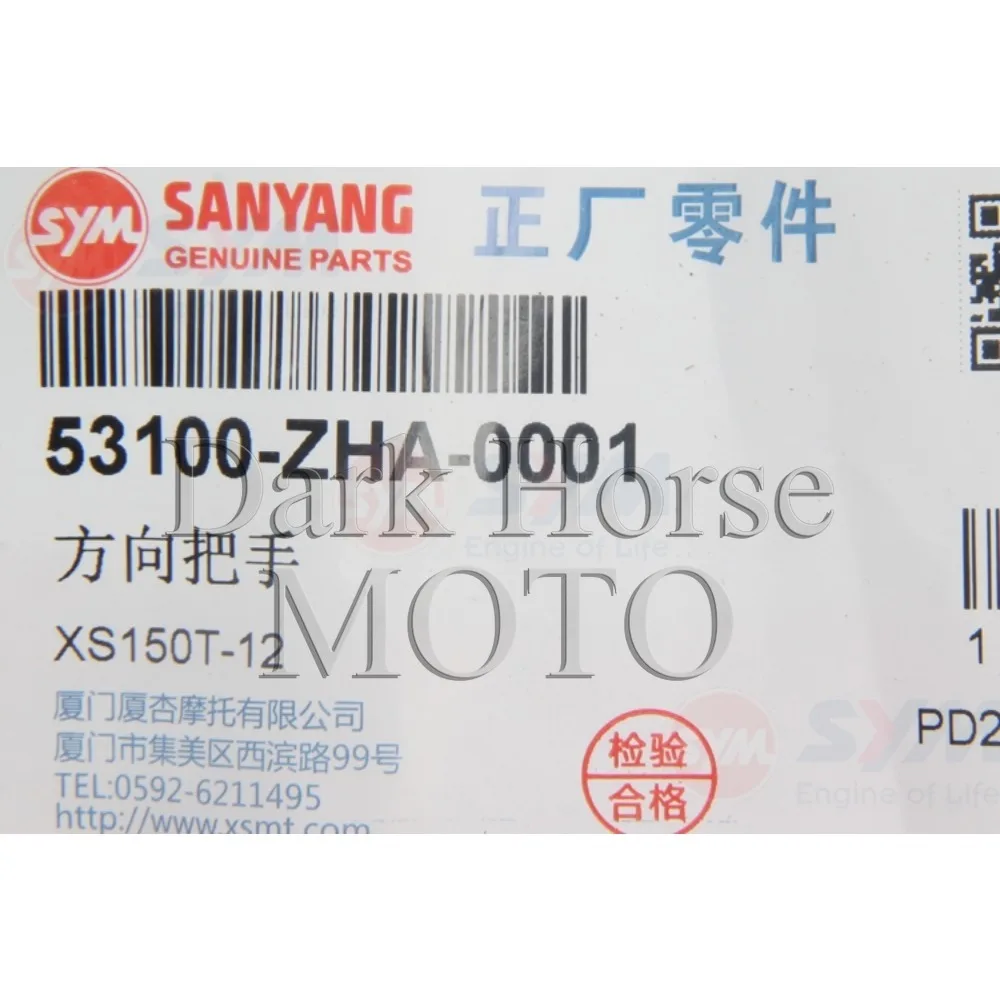 SYM SANYANG 正厂零件
GENUINE PARTS
53100-ZHA-0001
Dark Horse
方向把手
Engine of Life
MOTO
XS150T-12
1
厦门厦杏摩托有限公司
PD2
厦门市集美区西滨路99号
检验
合格
SYM
Engine of Life
TEL:0592-6211495
http://www.xsmt.com